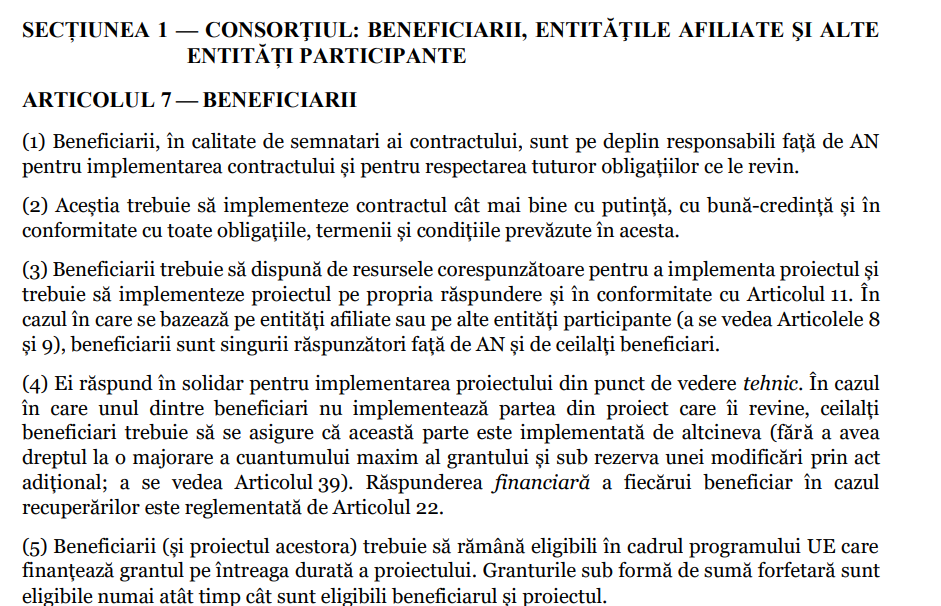 SECȚIUNEA 1 — CONSORŢIUL: BENEFICIARII, ENTITĂŢILE AFILIATE ŞI ALTE
ENTITĂȚI PARTICIPANTE
ARTICOLUL 7 — BENEFICIARII
(1) Beneficiarii, în calitate de semnatari ai contractului, sunt pe deplin responsabili față de AN
pentru implementarea contractului și pentru respectarea tuturor obligațiilor ce le revin.
(2) Aceștia trebuie să implementeze contractul cât mai bine cu putință, cu bună-credință și în
conformitate cu toate obligațiile, termenii și condițiile prevăzute în acesta.
(3) Beneficiarii trebuie să dispună de resursele corespunzătoare pentru a implementa proiectul și
trebuie să implementeze proiectul pe propria răspundere și în conformitate cu Articolul 11. În
cazul în care se bazează pe entități afiliate sau pe alte entități participante (a se vedea Articolele 8
și 9), beneficiarii sunt singurii răspunzători față de AN și de ceilalți beneficiari.
(4) Ei răspund în solidar pentru implementarea proiectului din punct de vedere tehnic. În cazul
în care unul dintre beneficiari nu implementează partea din proiect care îi revine, ceilalți
beneficiari trebuie să se asigure că această parte este implementată de altcineva (fără a avea
dreptul la o majorare a cuantumului maxim al grantului și sub rezerva unei modificări prin act
adițional; a se vedea Articolul 39). Răspunderea financiară a fiecărui beneficiar în cazul
recuperărilor este reglementată de Articolul 22.
(5) Beneficiarii (și proiectul acestora) trebuie să rămână eligibili în cadrul programului UE care
finanțează grantul pe întreaga durată a proiectului. Granturile sub formă de sumă forfetară sunt
eligibile numai atât timp cât sunt eligibili beneficiarul și proiectul.